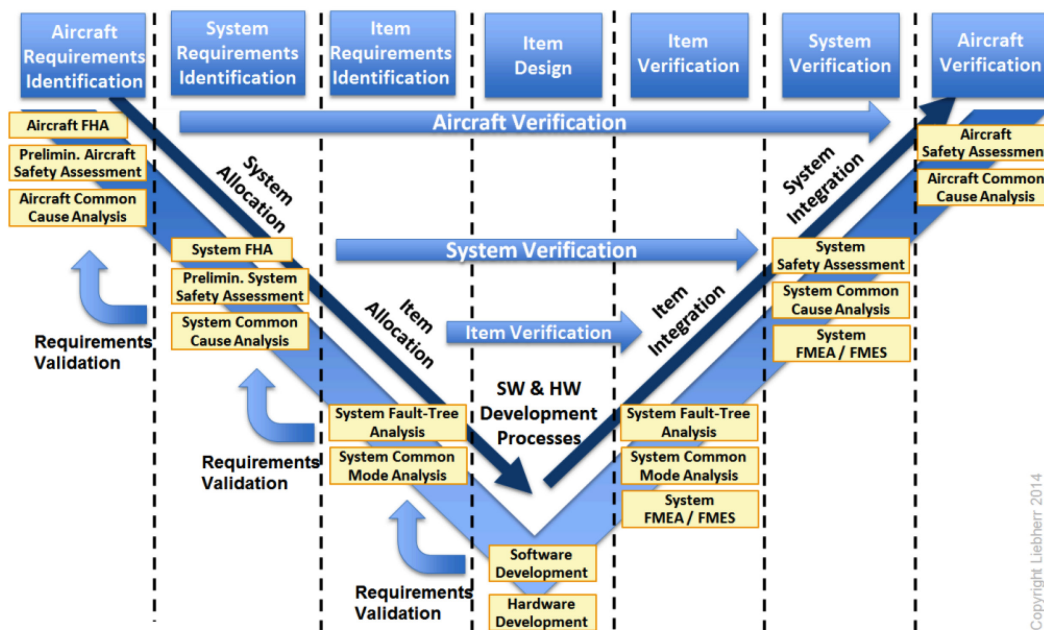 Aircraft
Requirements
Identification
System
Requirements
Identification
Item
Requirements
Identification
Item
Design
Item
Verification
System
Verification
Aircraft
Verification
Aircraft FHA
Prelimin. Aircraft
Safety Assessment
Aircraft Common
Cause Analysis
Aircraft Verification
System
Allocation
System
Integration
Aircraft
Safety Assessment
Aircraft Common
Cause Analysis
System FHA
Prelimin. System
Safety Assessment
System Common
Cause Analysis
System Verification
System
Safety Assessment
System Common
Cause Analysis
System
FMEA / FMES
Requirements
Validation
Item
Allocation
Item Verification
Item
Integration
SW & HW
Development
Processes
System Fault-Tree
Analysis
System Common
Mode Analysis
System Fault-Tree
Analysis
System Common
Mode Analysis
System
FMEA / FMES
Requirements
Validation
Software
Development
Hardware
Development
Requirements
Validation
Copyright Liebherr 2014